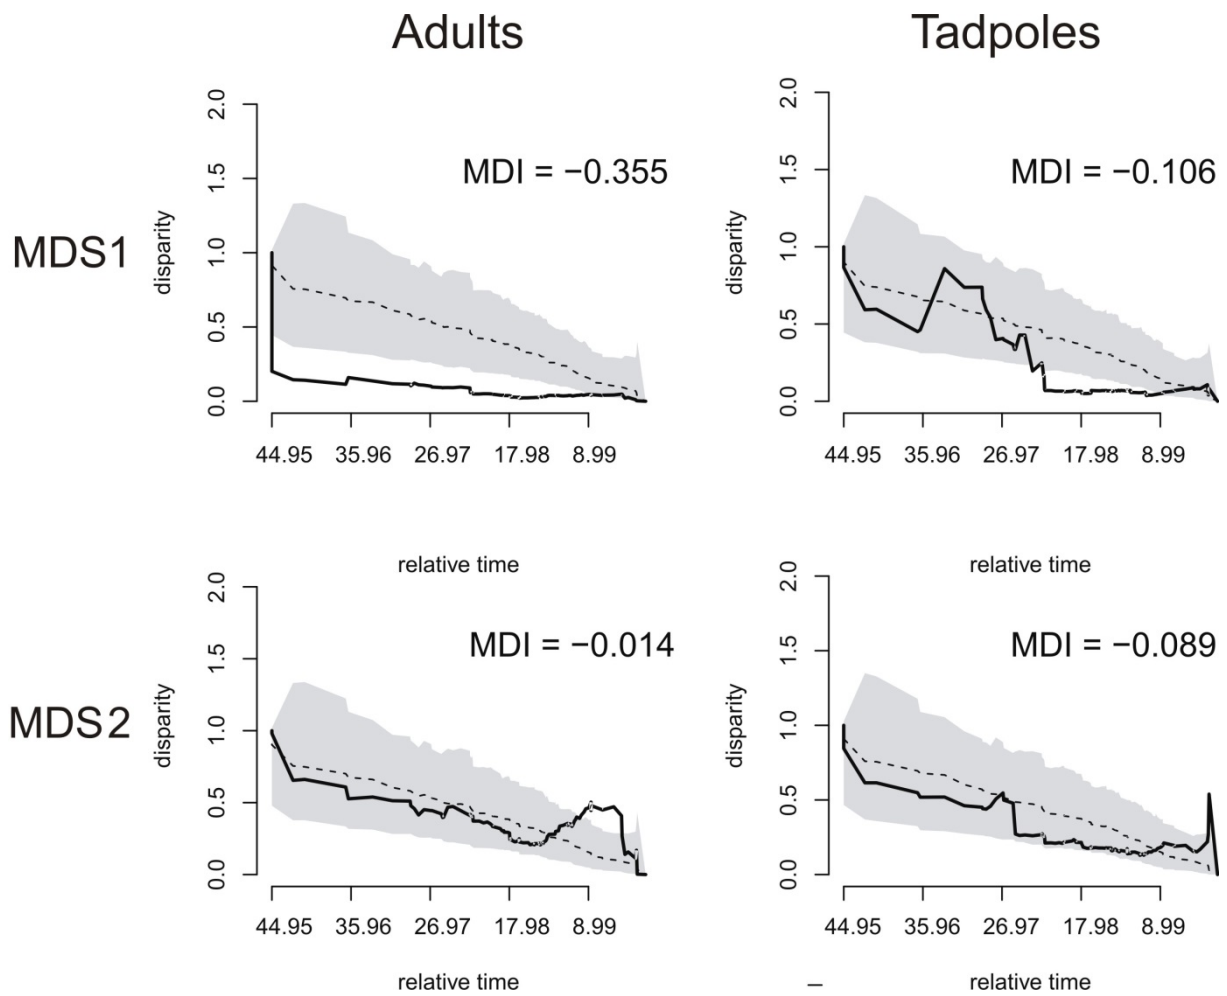 Adults
Tadpoles
MDS1
disparity
2.0
1.5
1.0
0.5
0.0
MDI = −0.355
44.95 35.96 26.97 17.98 8.99
relative time
disparity
2.0
1.5
1.0
0.5
0.0
MDI = −0.106
44.95 35.96 26.97 17.98 8.99
relative time
MDS2
disparity
2.0
1.5
1.0
0.5
0.0
MDI = −0.014
44.95 35.96 26.97 17.98 8.99
relative time
disparity
2.0
1.5
1.0
0.5
0.0
MDI = −0.089
44.95 35.96 26.97 17.98 8.99
– relative time